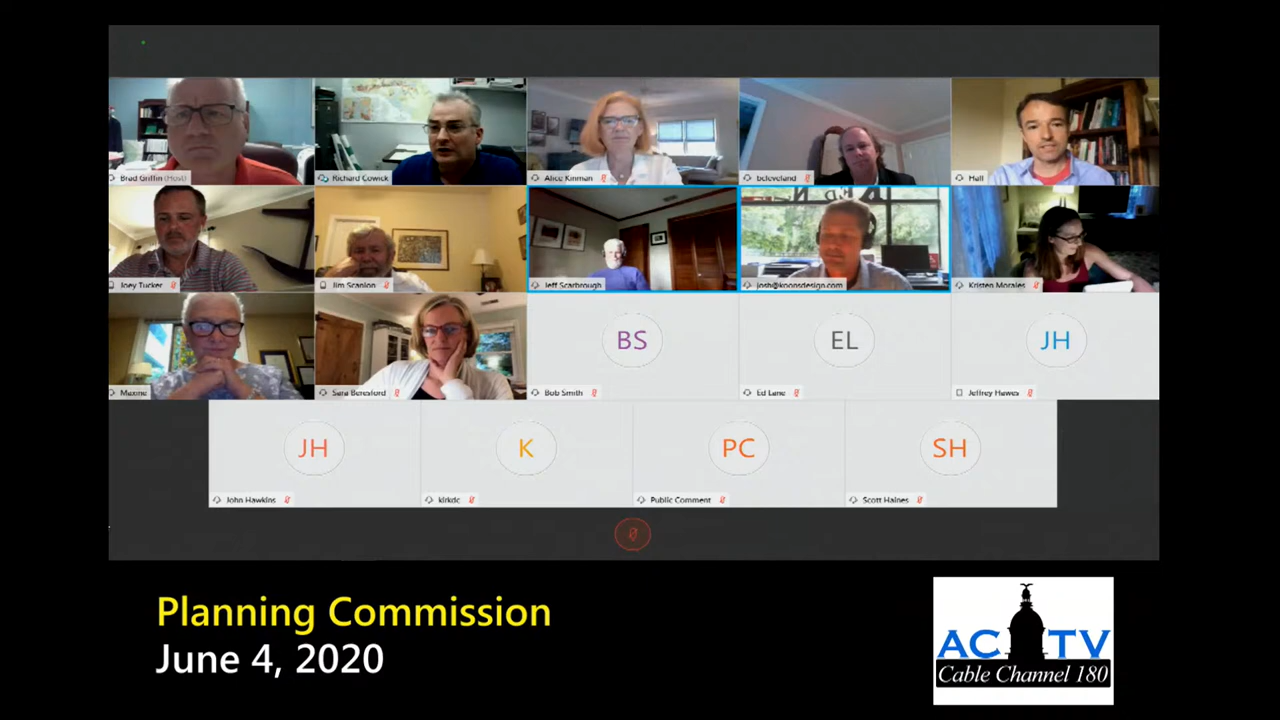 Brad Griffin (Host)
Richard Cowick
Alice Kinman
bcleveland
Hall
Joey Tucker
Jim Scanlon
Jeff Scarbrough
josh@koonsdesign.com
Kristen Morales
Maxine
Sara Beresford
BS
Bob Smith
EL
Ed Lane
JH
Jeffrey Hawes
JH
John Hawkins
K
kirkdc
PC
Public Comment
SH
Scott Haines
Planning Commission
June 4, 2020
AC TV
Cable Channel 180